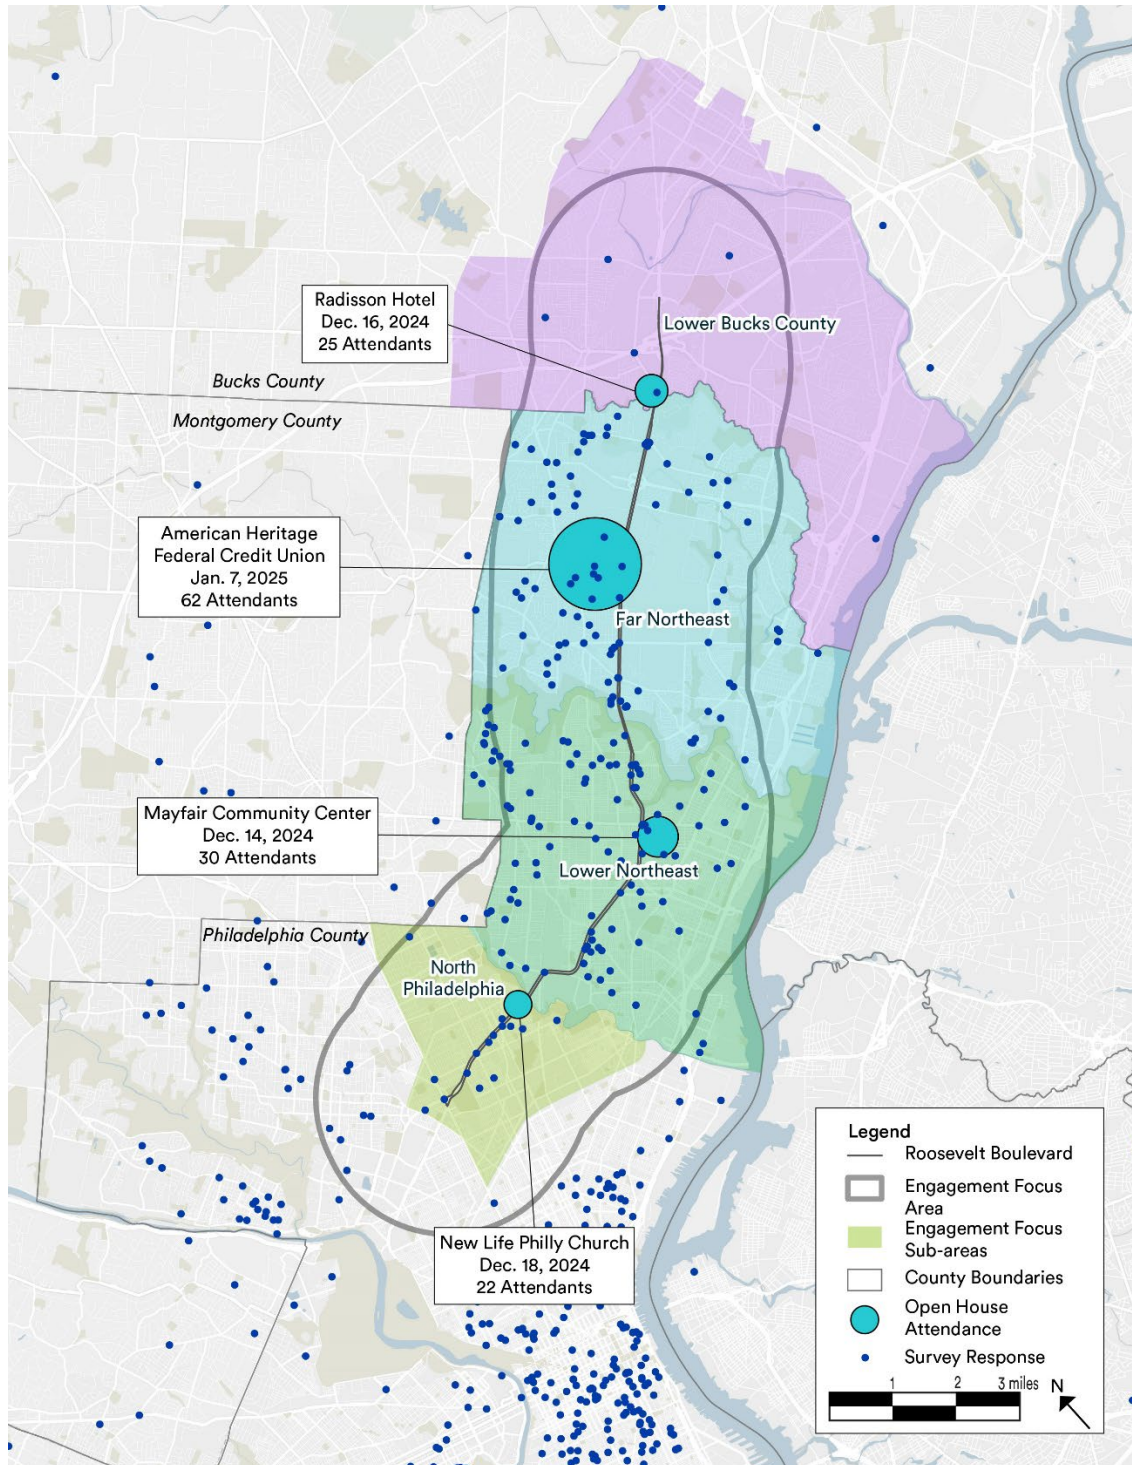 Lower Bucks County
Radisson Hotel
Dec. 16, 2024
25 Attendants
Bucks County
Montgomery County
American Heritage
Federal Credit Union
Jan. 7, 2025
62 Attendants
Far Northeast
Mayfair Community Center
Dec. 14, 2024
30 Attendants
Lower Northeast
Philadelphia County
North
Philadelphia
New Life Philly Church
Dec. 18, 2024
22 Attendants
Legend
Roosevelt Boulevard
Engagement Focus
Area
Engagement Focus
Sub-areas
County Boundaries
Open House
Attendance
Survey Response
1 2 3 miles N